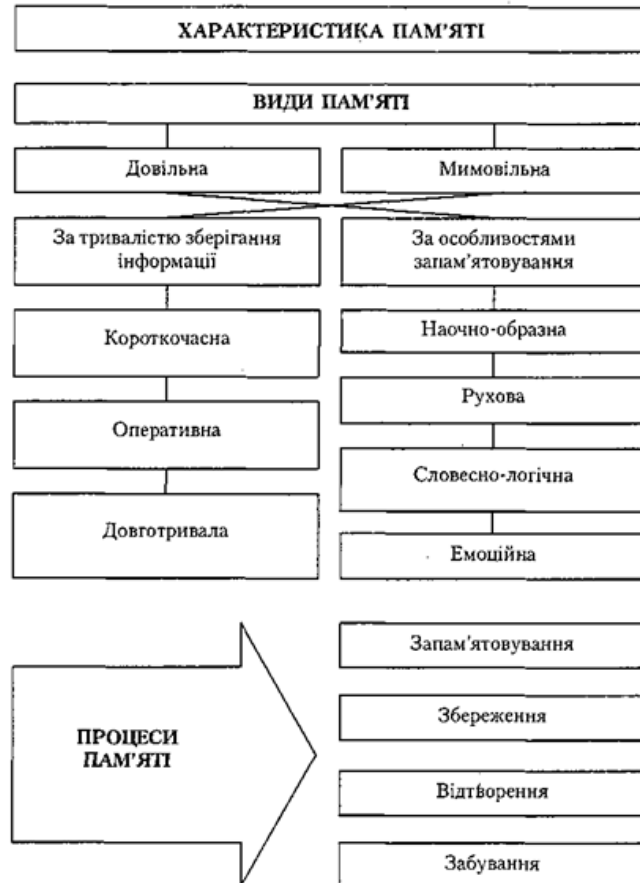 ХАРАКТЕРИСТИКА ПАМ'ЯТІ
ВИДИ ПАМ'ЯТІ
Довільна
Мимовільна
За тривалістю зберігання
інформації
За особливостями
запам'ятовування
Короткочасна
Наочно-образна
Рухова
Оперативна
Словесно-логічна
Довготривала
Емоційна
ПРОЦЕСИ
ПАМ'ЯТІ
Запам'ятовування
Збереження
Відтворення
Забування